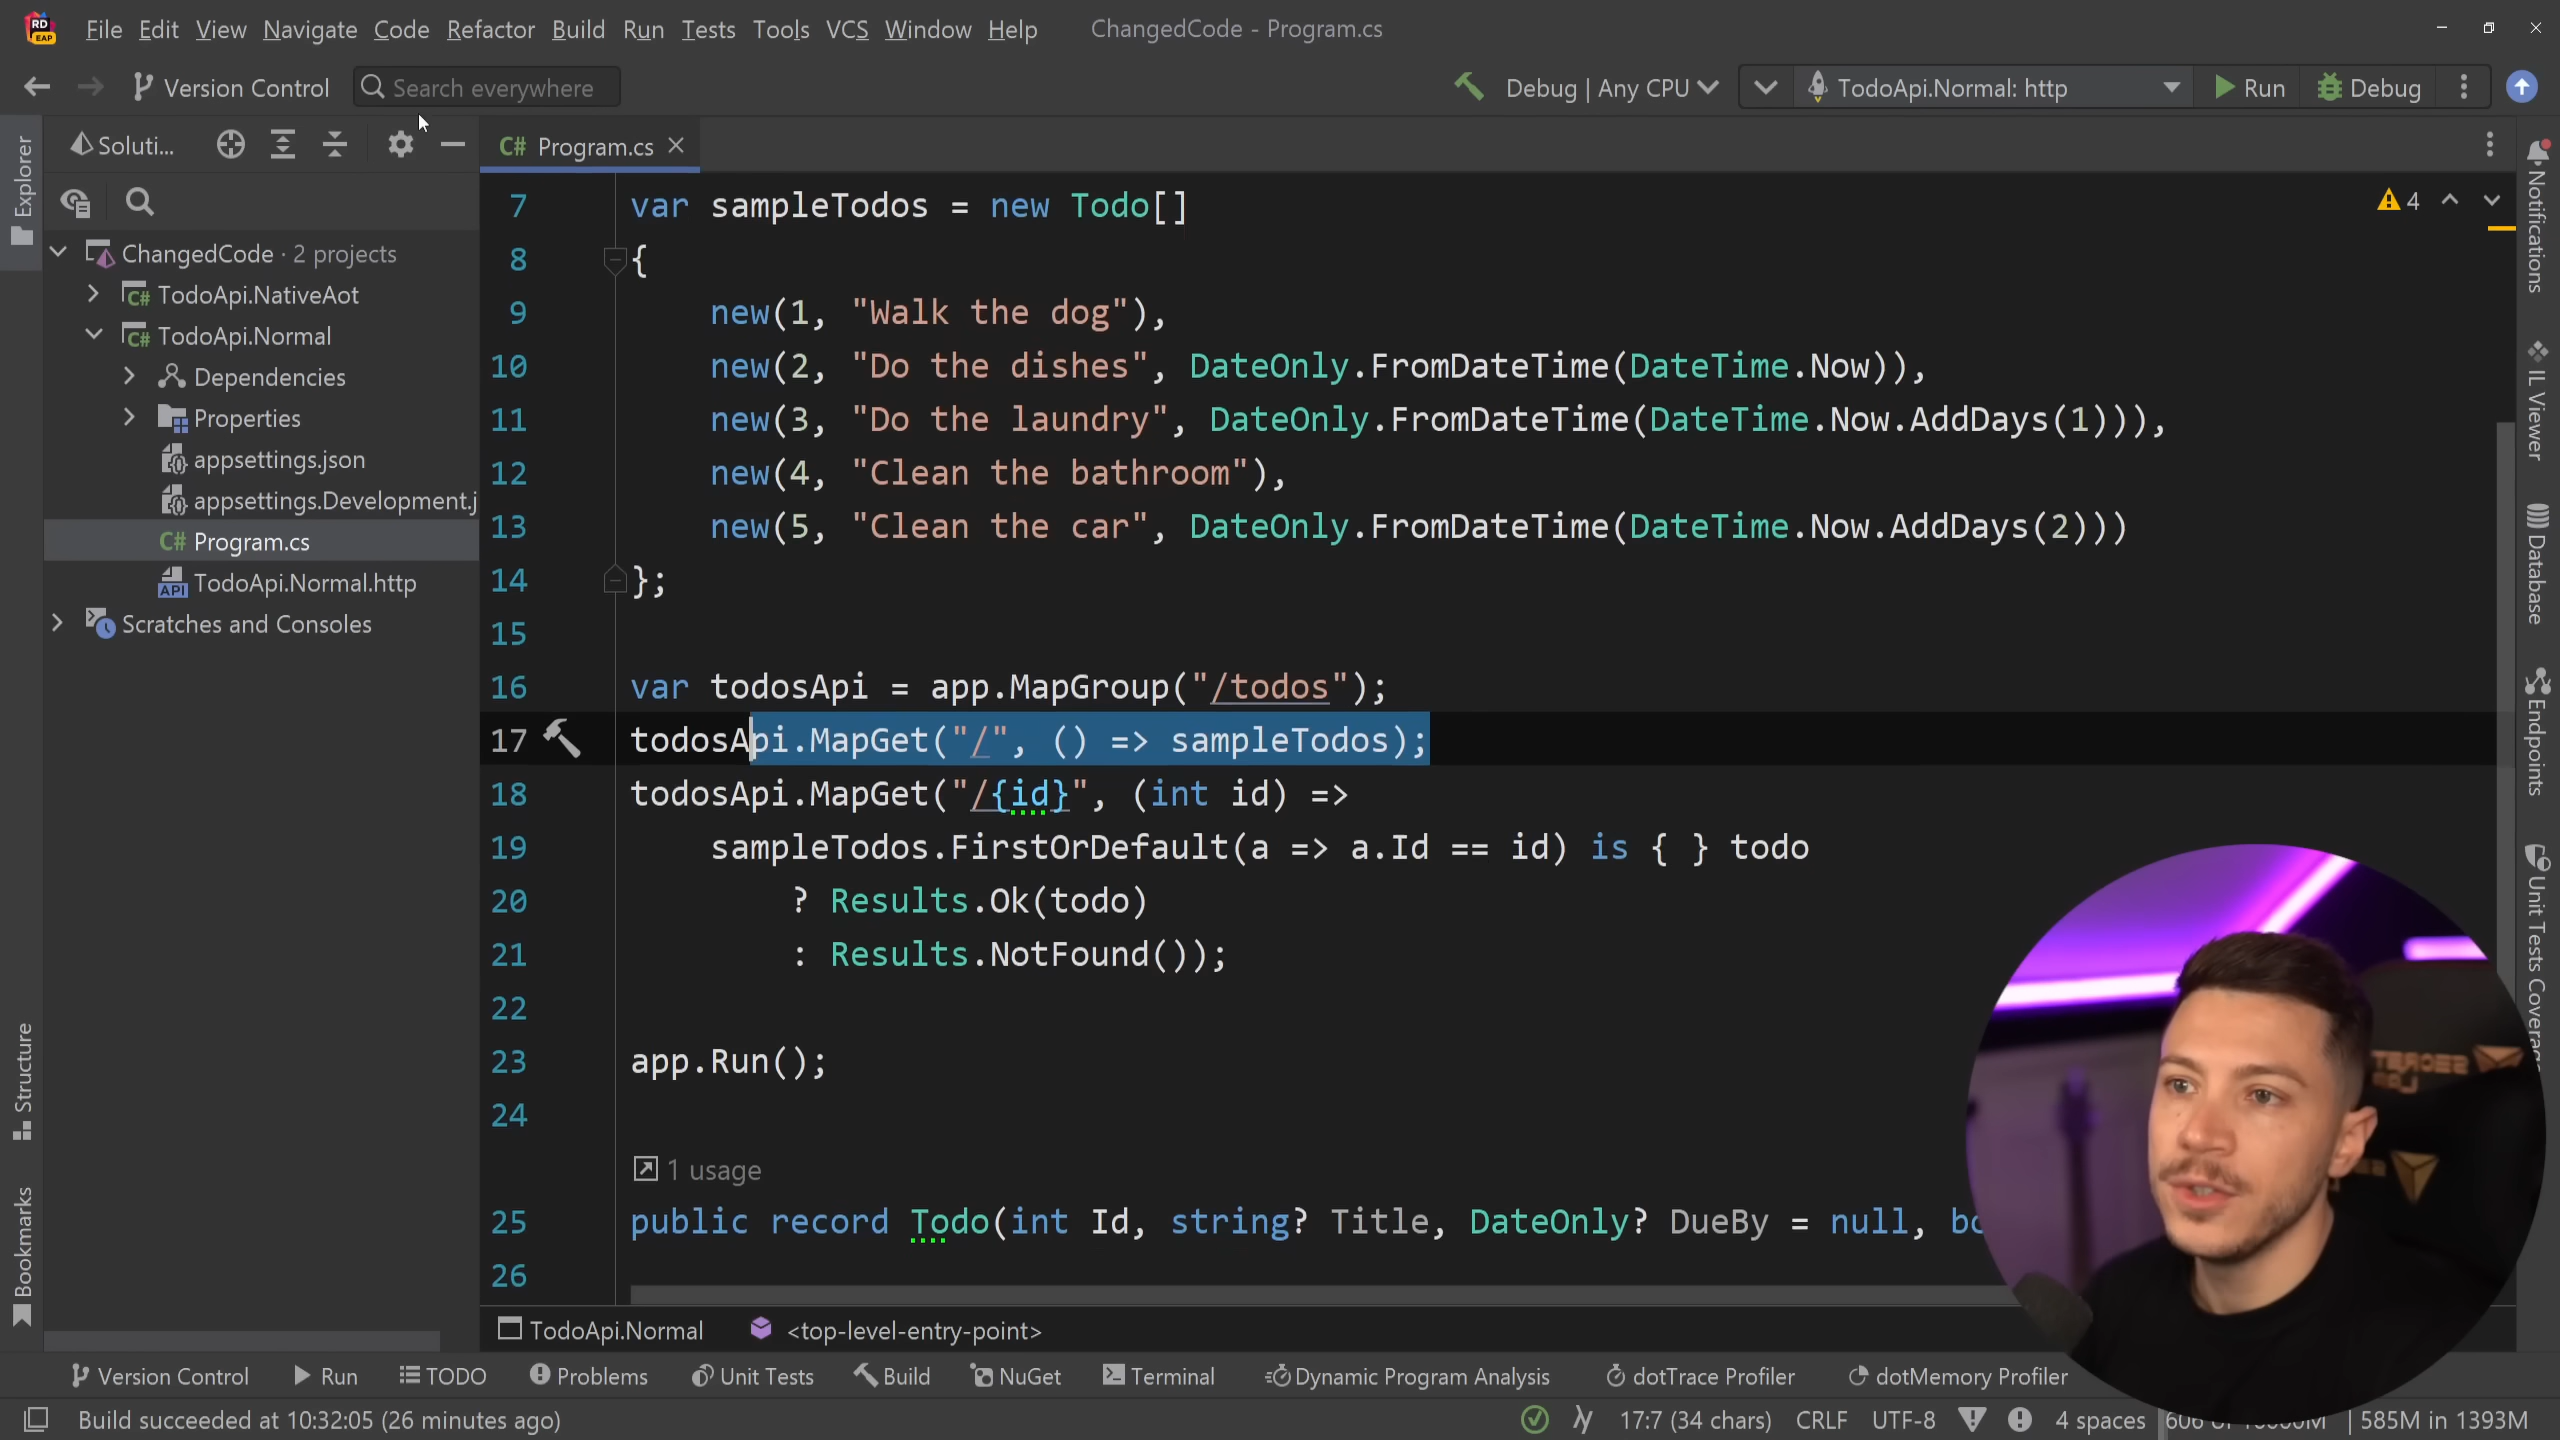 RD EAP
File Edit View Navigate Code Refactor Build Run Tests Tools VCS Window Help ChangedCode - Program.cs
Version Control Search everywhere Debug | Any CPU TodoApi.Normal: http Run Debug
Explorer
Soluti...
C# Program.cs
ChangedCode · 2 projects
C# TodoApi.NativeAot
C# TodoApi.Normal
Dependencies
Properties
appsettings.json
appsettings.Development.j
C# Program.cs
API TodoApi.Normal.http
Scratches and Consoles
Structure
Bookmarks
4
7 var sampleTodos = new Todo[]
8 {
9 new(1, "Walk the dog"),
10 new(2, "Do the dishes", DateOnly.FromDateTime(DateTime.Now)),
11 new(3, "Do the laundry", DateOnly.FromDateTime(DateTime.Now.AddDays(1))),
12 new(4, "Clean the bathroom"),
13 new(5, "Clean the car", DateOnly.FromDateTime(DateTime.Now.AddDays(2)))
14 };
15
16 var todosApi = app.MapGroup("/todos");
17 todosApi.MapGet("/", () => sampleTodos);
18 todosApi.MapGet("/{id}", (int id) =>
19 sampleTodos.FirstOrDefault(a => a.Id == id) is { } todo
20 ? Results.Ok(todo)
21 : Results.NotFound());
22
23 app.Run();
24
1 usage
25 public record Todo(int Id, string? Title, DateOnly? DueBy = null, bo
26
Notifications
IL Viewer
Database
Endpoints
Unit Tests Coverage
TodoApi.Normal <top-level-entry-point>
Version Control Run TODO Problems Unit Tests Build NuGet Terminal Dynamic Program Analysis dotTrace Profiler dotMemory Profiler
Build succeeded at 10:32:05 (26 minutes ago) 17:7 (34 chars) CRLF UTF-8 4 spaces 585M in 1393M